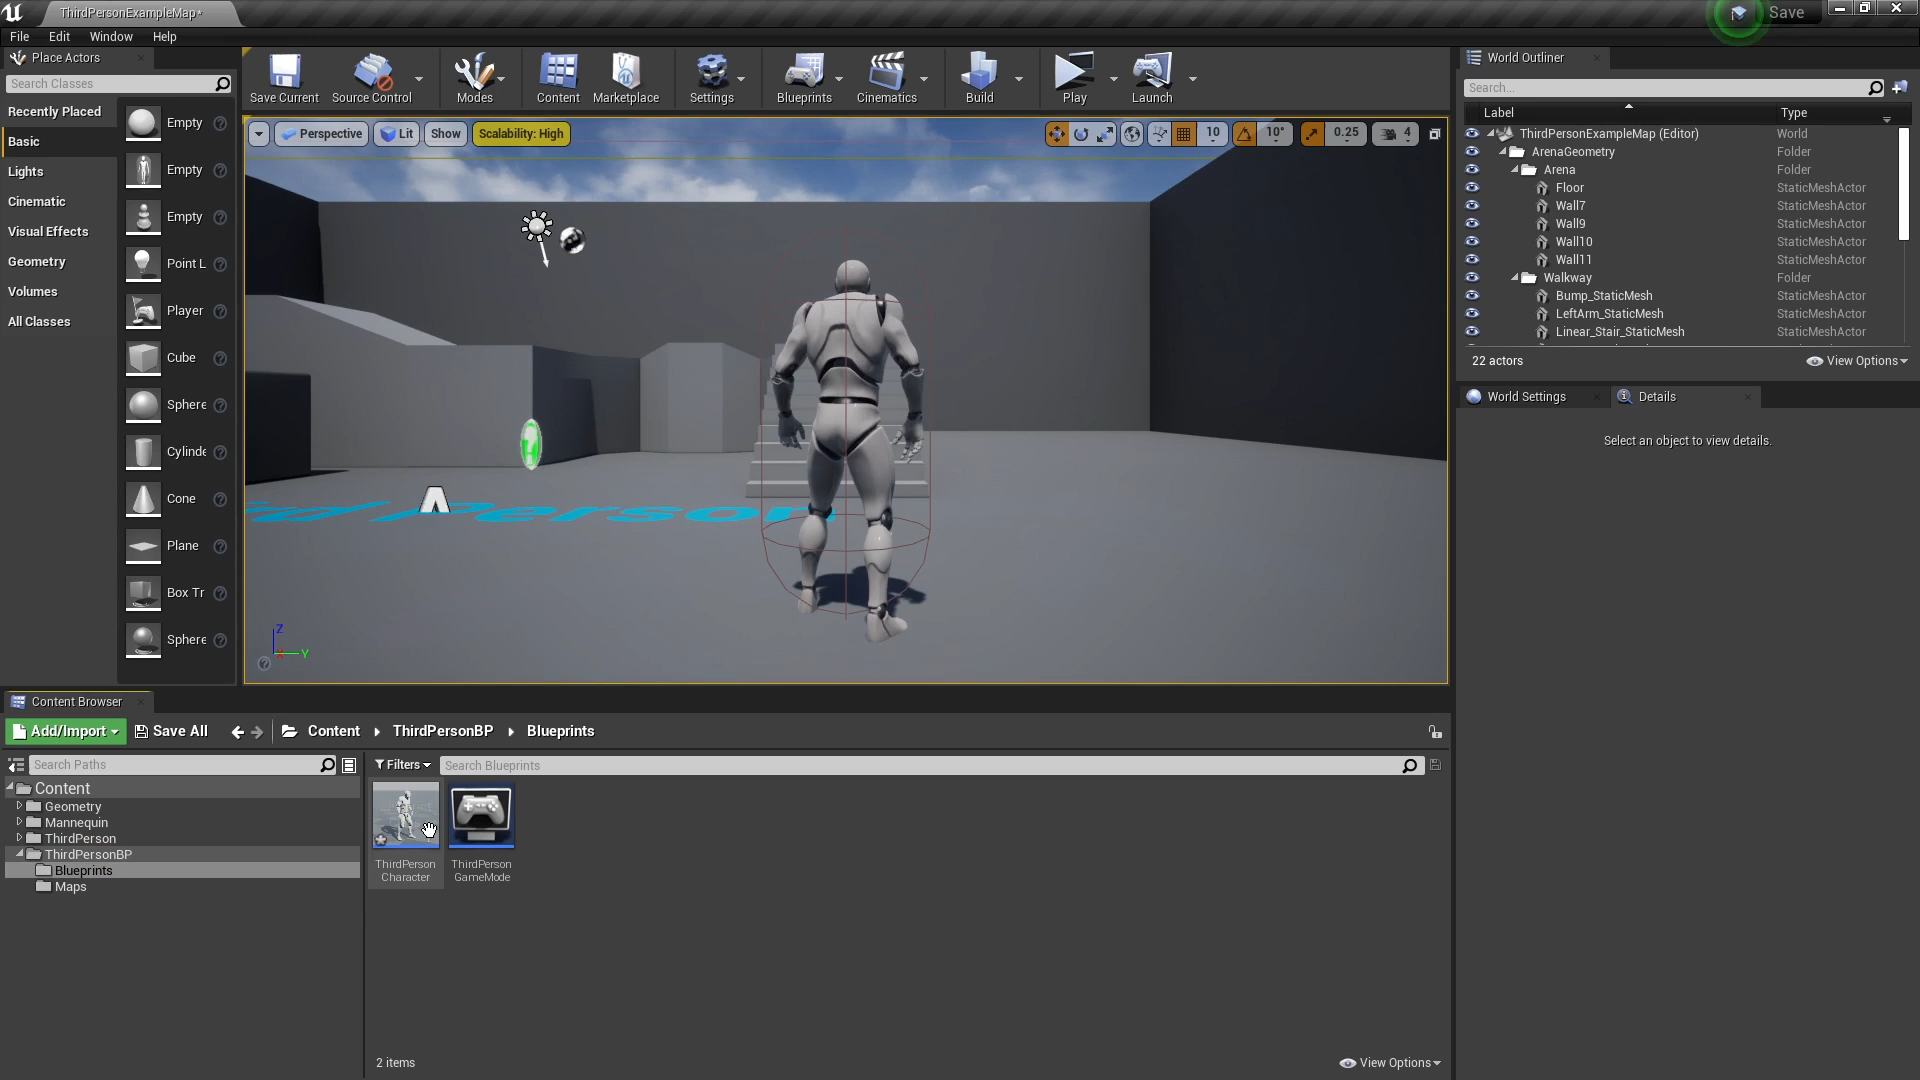 ThirdPersonExampleMap*
Save
File Edit Window Help
Place Actors
Search Classes
Recently Placed
Basic
Lights
Cinematic
Visual Effects
Geometry
Volumes
All Classes
Empty
Empty
Empty
Point L
Player
Cube
Sphere
Cylinde
Cone
Plane
Box Tr
Sphere
Save Current
Source Control
Modes
Content
Marketplace
Settings
Blueprints
Cinematics
Build
Play
Launch
Perspective
Lit
Show
Scalability: High
10
10°
0.25
4
Person
Z
Y
World Outliner
Search...
Label Type
ThirdPersonExampleMap (Editor) World
ArenaGeometry Folder
Arena Folder
Floor StaticMeshActor
Wall7 StaticMeshActor
Wall9 StaticMeshActor
Wall10 StaticMeshActor
Wall11 StaticMeshActor
Walkway Folder
Bump_StaticMesh StaticMeshActor
LeftArm_StaticMesh StaticMeshActor
Linear_Stair_StaticMesh StaticMeshActor
22 actors
View Options
World Settings
Details
Select an object to view details.
Content Browser
Add/Import
Save All
Content
ThirdPersonBP
Blueprints
Search Paths
Content
Geometry
Mannequin
ThirdPerson
ThirdPersonBP
Blueprints
Maps
Filters
Search Blueprints
ThirdPerson
Character
ThirdPerson
GameMode
2 items
View Options